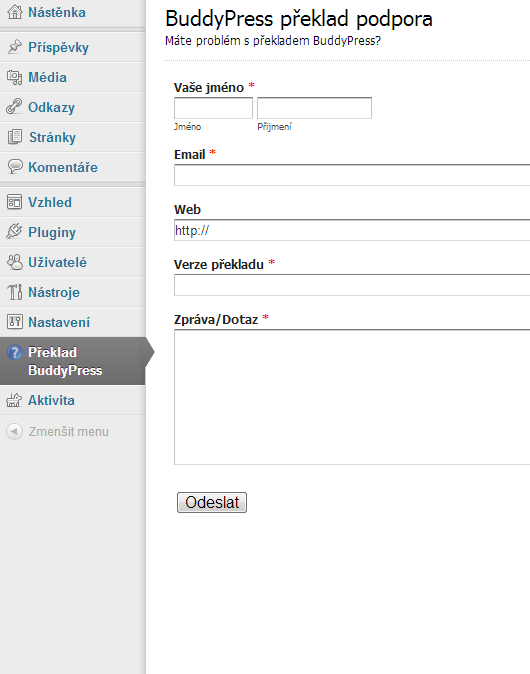 Nástěnka
Příspěvky
Média
Odkazy
Stránky
Komentáře
Vzhled
Pluginy
Uživatelé
Nástroje
Nastavení
Překlad
BuddyPress
Aktivita
Zmenšit menu
BuddyPress překlad podpora
Máte problém s překladem BuddyPress?
Vaše jméno *
Jméno Přijmení
Email *
Web
http://
Verze překladu *
Zpráva/Dotaz *
Odeslat